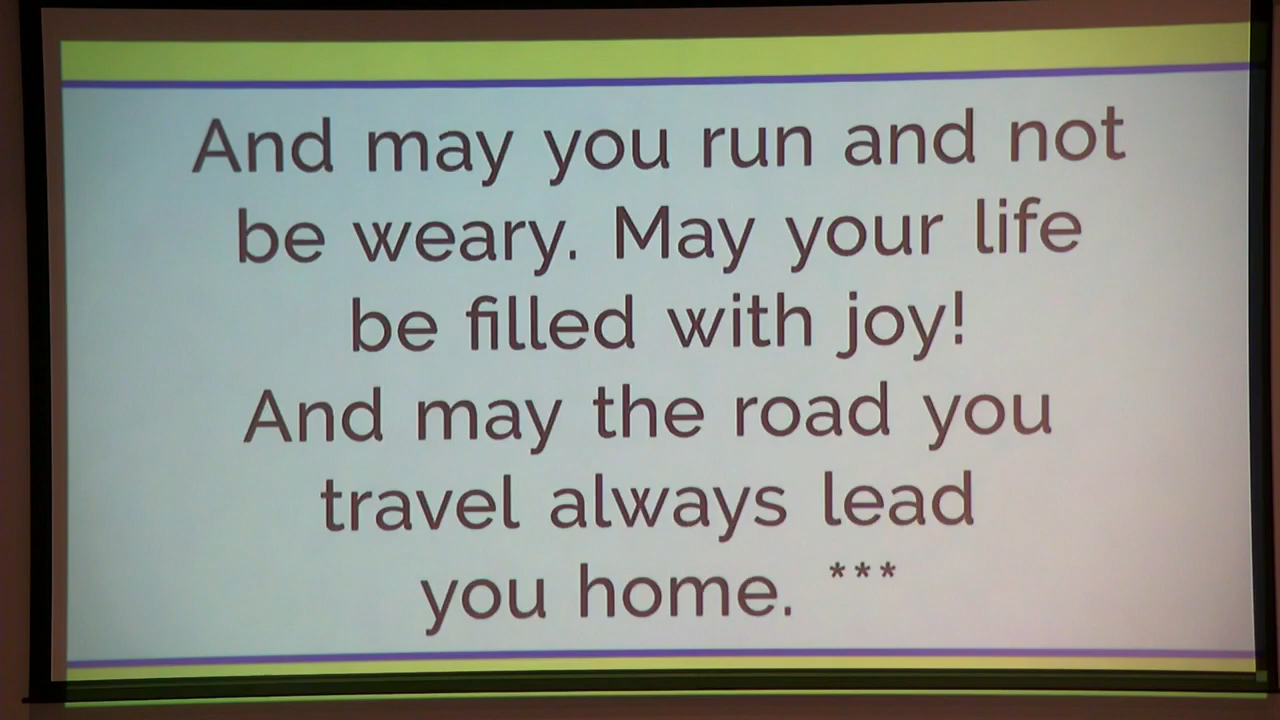 And may you run and not
be weary. May your life
be filled with joy!
And may the road you
travel always lead
you home. ***